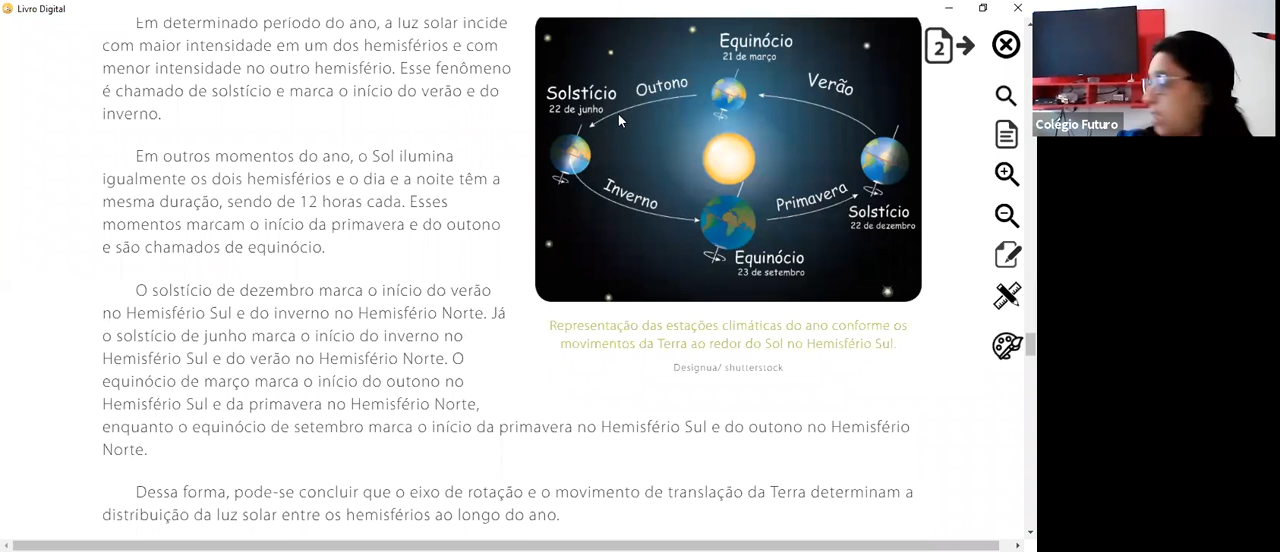 Livro Digital
Em determinado período do ano, a luz solar incide
com maior intensidade em um dos hemisférios e com
menor intensidade no outro hemisfério. Esse fenômeno
é chamado de solstício e marca o início do verão e do
inverno.
Em outros momentos do ano, o Sol ilumina
igualmente os dois hemisférios e o dia e a noite têm a
mesma duração, sendo de 12 horas cada. Esses
momentos marcam o início da primavera e do outono
e são chamados de equinócio.
O solstício de dezembro marca o início do verão
no Hemisfério Sul e do inverno no Hemisfério Norte. Já
o solstício de junho marca o início do inverno no
Hemisfério Sul e do verão no Hemisfério Norte. O
equinócio de março marca o início do outono no
Hemisfério Sul e da primavera no Hemisfério Norte,
enquanto o equinócio de setembro marca o início da primavera no Hemisfério Sul e do outono no Hemisfério
Norte.
Dessa forma, pode-se concluir que o eixo de rotação e o movimento de translação da Terra determinam a
distribuição da luz solar entre os hemisférios ao longo do ano.
Equinócio
21 de março
Outono
Verão
Solstício
22 de junho
Inverno
Primavera
Solstício
22 de dezembro
Equinócio
23 de setembro
Representação das estações climáticas do ano conforme os
movimentos da Terra ao redor do Sol no Hemisfério Sul.
Designua/ shutterstock
2
Colégio Futuro